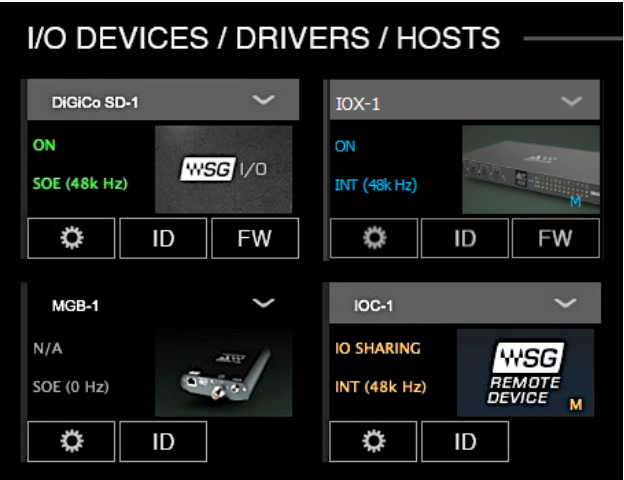 I/O DEVICES / DRIVERS / HOSTS
DiGiCo SD-1
ON
SOE (48k Hz)
WSG I/O
ID
FW
IOX-1
ON
INT (48k Hz)
M
ID
FW
MGB-1
N/A
SOE (0 Hz)
ID
IOC-1
IO SHARING
INT (48k Hz)
WSG
REMOTE
DEVICE
M
ID